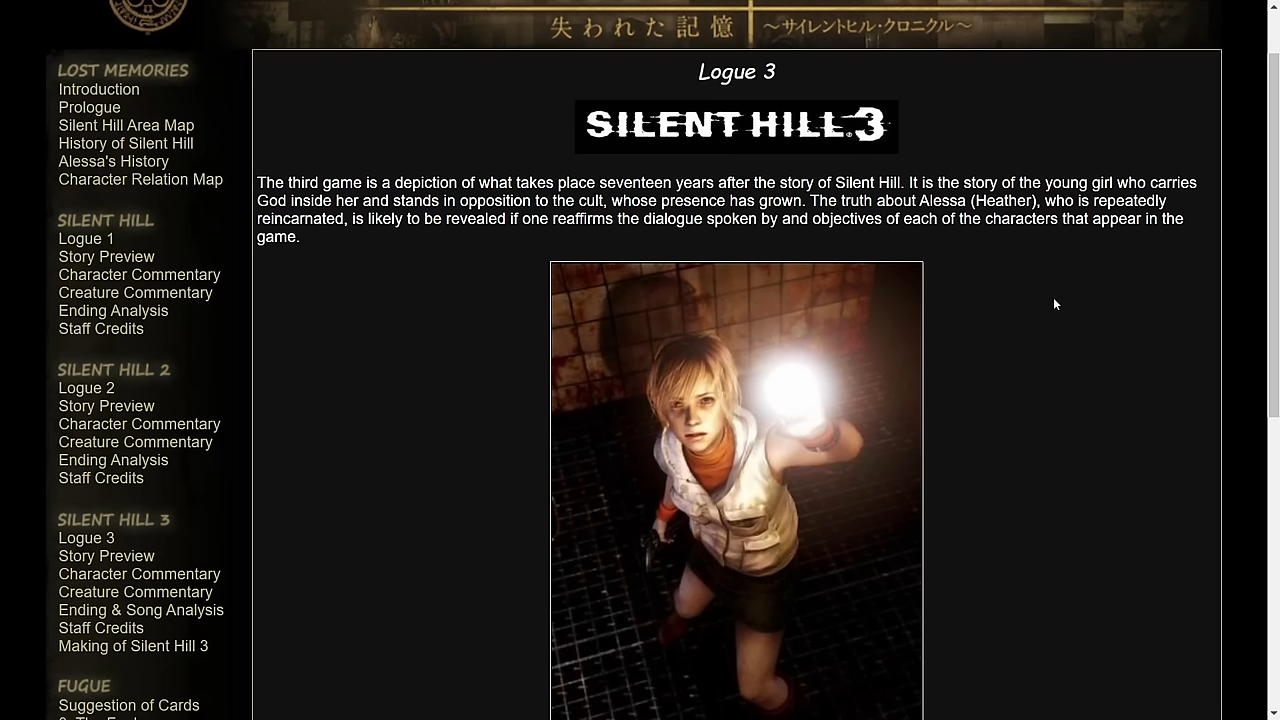 失われた記憶 ～サイレントヒル・クロニクル～
LOST MEMORIES
Introduction
Prologue
Silent Hill Area Map
History of Silent Hill
Alessa's History
Character Relation Map
SILENT HILL
Logue 1
Story Preview
Character Commentary
Creature Commentary
Ending Analysis
Staff Credits
SILENT HILL 2
Logue 2
Story Preview
Character Commentary
Creature Commentary
Ending Analysis
Staff Credits
SILENT HILL 3
Logue 3
Story Preview
Character Commentary
Creature Commentary
Ending & Song Analysis
Staff Credits
Making of Silent Hill 3
FUGUE
Suggestion of Cards
Logue 3
SILENT HILL 3
The third game is a depiction of what takes place seventeen years after the story of Silent Hill. It is the story of the young girl who carries
God inside her and stands in opposition to the cult, whose presence has grown. The truth about Alessa (Heather), who is repeatedly
reincarnated, is likely to be revealed if one reaffirms the dialogue spoken by and objectives of each of the characters that appear in the
game.